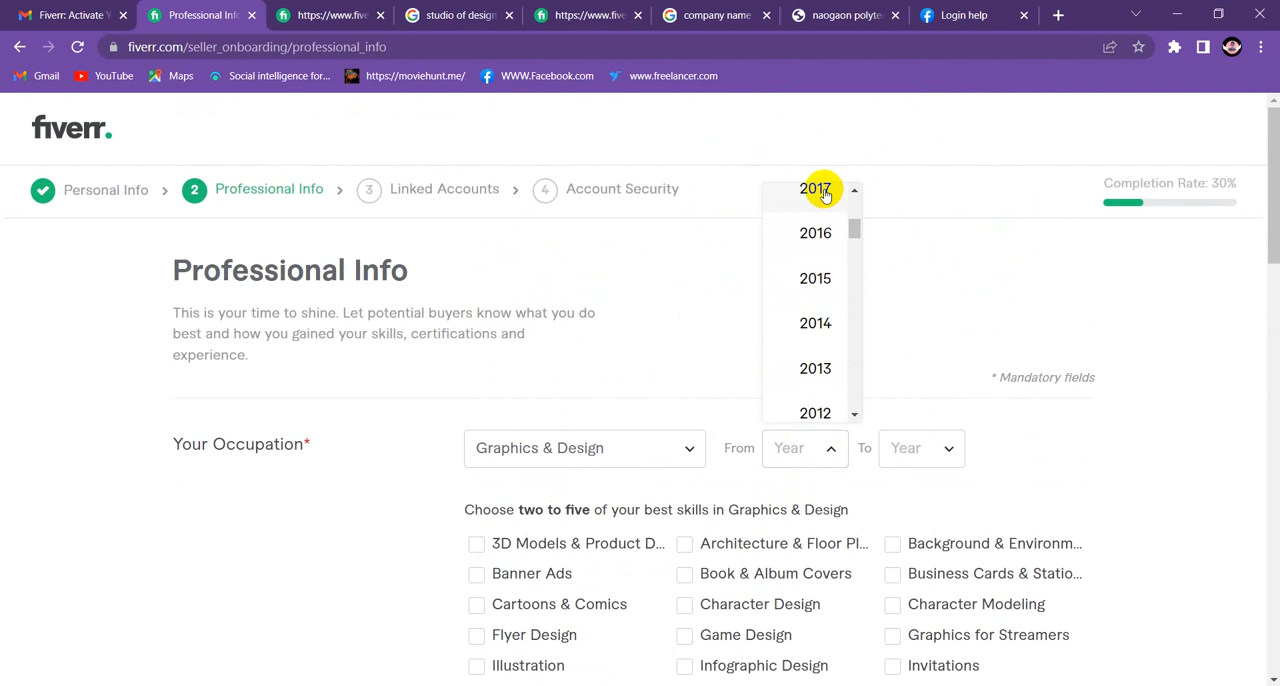 Fiverr: Activate Y
Professional Info
https://www.five
studio of design
https://www.five
company name
naogaon polyte
Login help
fiverr.com/seller_onboarding/professional_info
Gmail
YouTube
Maps
Social intelligence for...
https://moviehunt.me/
WWW.Facebook.com
www.freelancer.com
fiverr.
Personal Info
2 Professional Info
3 Linked Accounts
4 Account Security
Completion Rate: 30%
2017
2016
2015
2014
2013
2012
Professional Info
This is your time to shine. Let potential buyers know what you do
best and how you gained your skills, certifications and
experience.
* Mandatory fields
Your Occupation*
Graphics & Design
From
Year
To
Year
Choose two to five of your best skills in Graphics & Design
3D Models & Product D...
Architecture & Floor Pl...
Background & Environm...
Banner Ads
Book & Album Covers
Business Cards & Statio...
Cartoons & Comics
Character Design
Character Modeling
Flyer Design
Game Design
Graphics for Streamers
Illustration
Infographic Design
Invitations